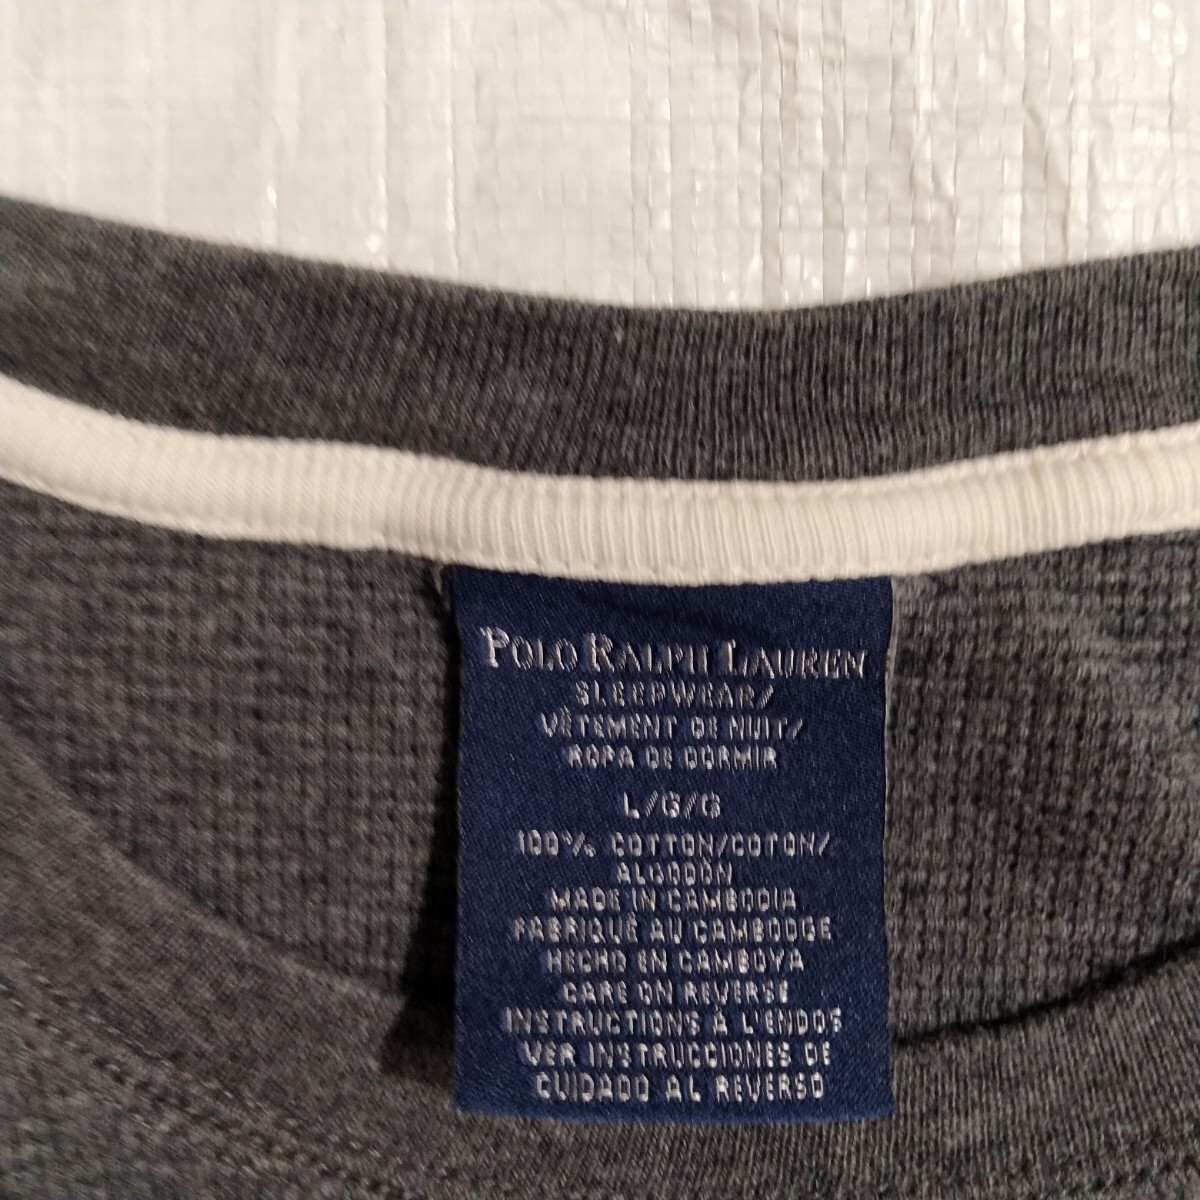 POLO RALPH LAUREN
SLEEPWEAR/
VÊTEMENT DE NUIT/
ROPA DE DORMIR
L/G/G
100% COTTON/COTON/
ALGODÓN
MADE IN CAMBODIA
FABRIQUÉ AU CAMBODGE
HECHO EN CAMBOYA
CARE ON REVERSE
INSTRUCTIONS À L'ENDOS
VER INSTRUCCIONES DE
CUIDADO AL REVERSO